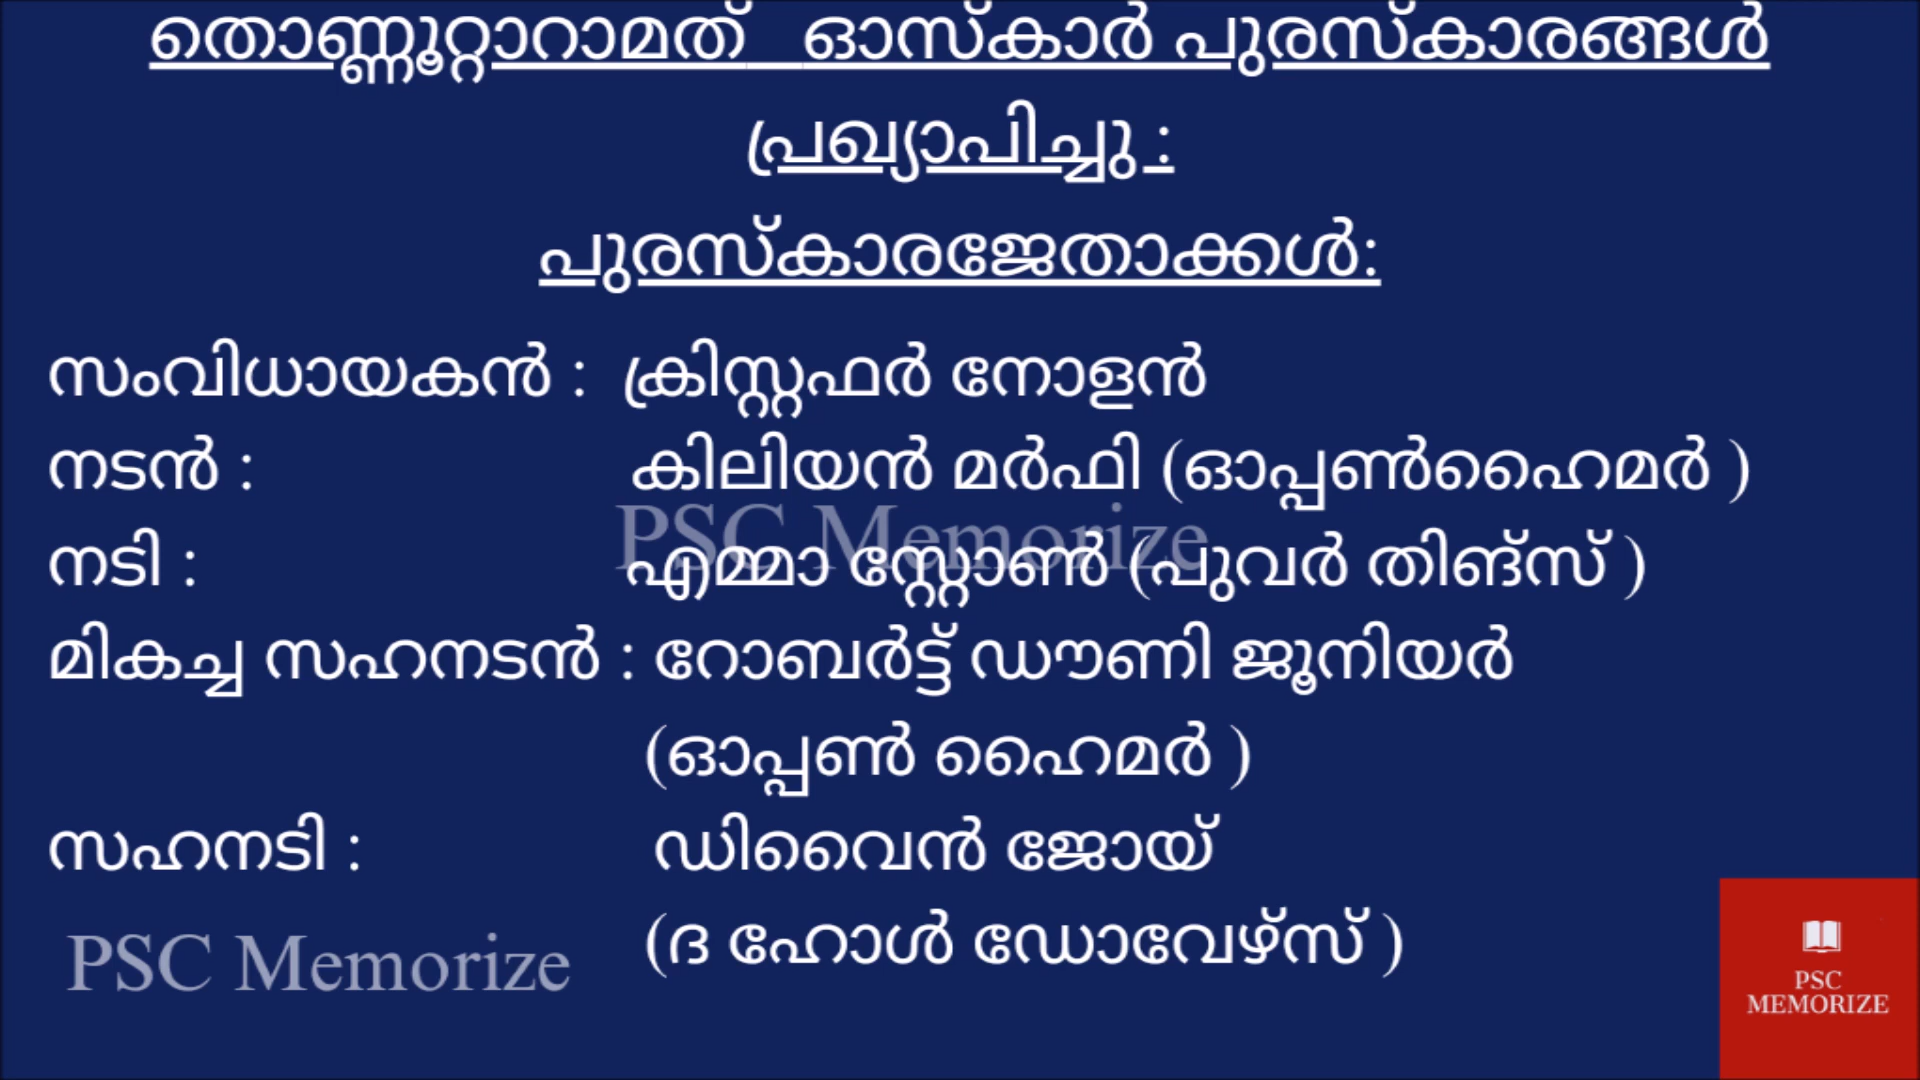 തൊണ്ണൂറ്റാറാമത് ഓസ്കാർ പുരസ്കാരങ്ങൾ
പ്രഖ്യാപിച്ചു :
പുരസ്കാരജേതാക്കൾ:
സംവിധായകൻ : ക്രിസ്റ്റഫർ നോളൻ
നടൻ : കിലിയൻ മർഫി (ഓപ്പൺഹൈമർ )
PSC Memorize
നടി : എമ്മാ സ്റ്റോൺ (പുവർ തിങ്സ് )
മികച്ച സഹനടൻ : റോബർട്ട് ഡൗണി ജൂനിയർ
(ഓപ്പൺ ഹൈമർ )
സഹനടി : ഡിവൈൻ ജോയ്
(ദ ഹോൾ ഡോവേഴ്സ് )
PSC Memorize
PSC
MEMORIZE